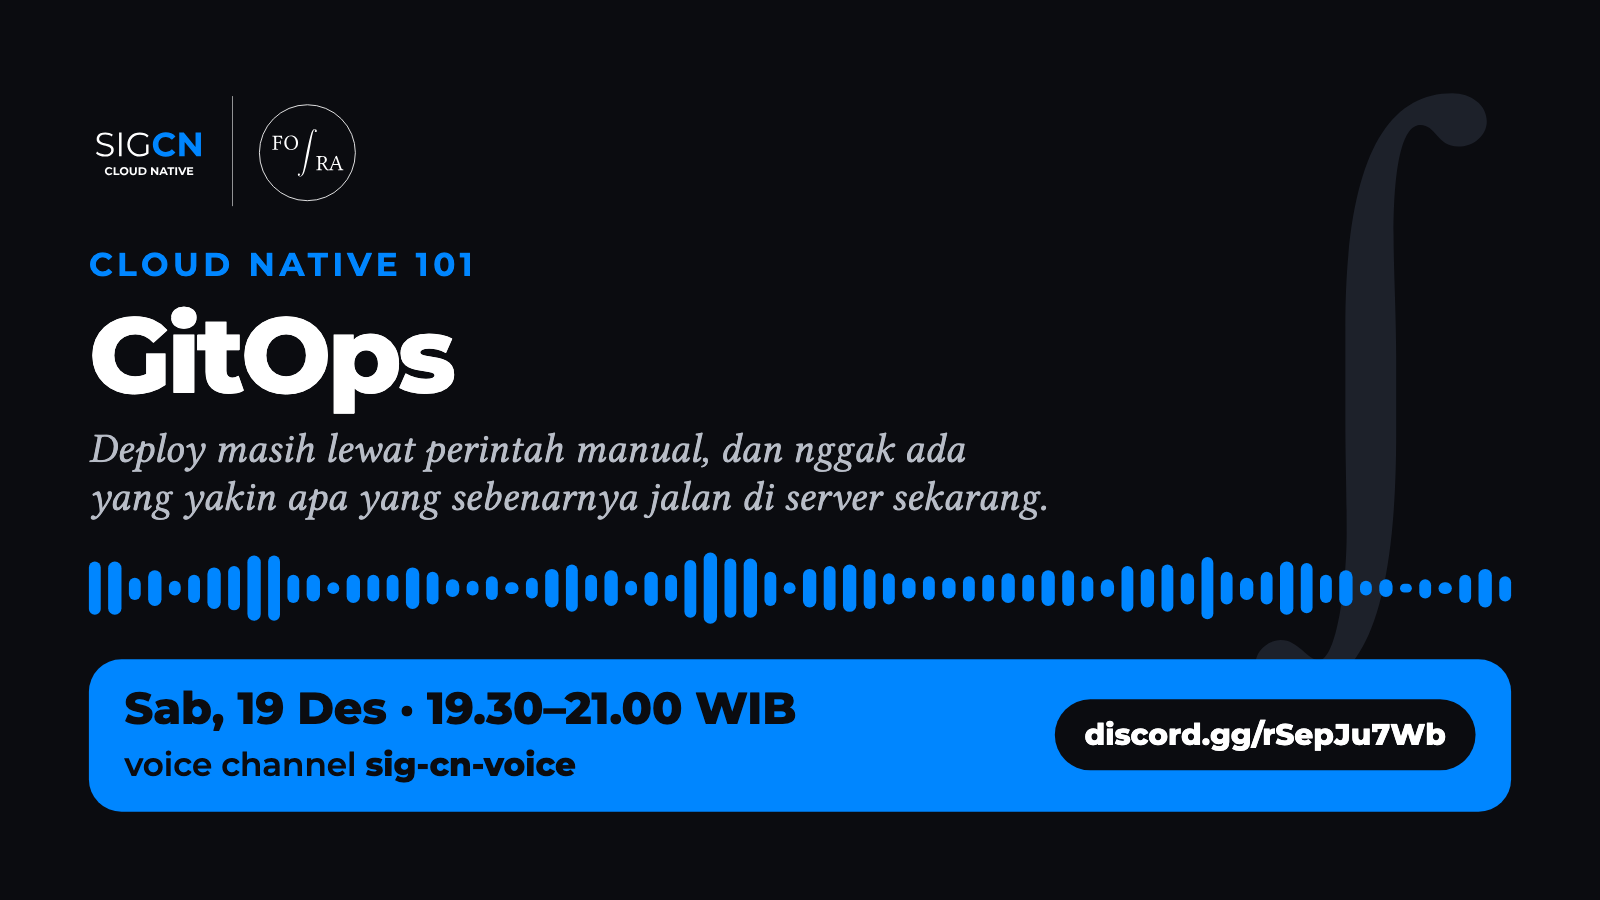 SIGCN
CLOUD NATIVE
FO∫RA
CLOUD NATIVE 101
GitOps
Deploy masih lewat perintah manual, dan nggak ada
yang yakin apa yang sebenarnya jalan di server sekarang.
Sab, 19 Des • 19.30–21.00 WIB
voice channel sig-cn-voice
discord.gg/rSepJu7Wb